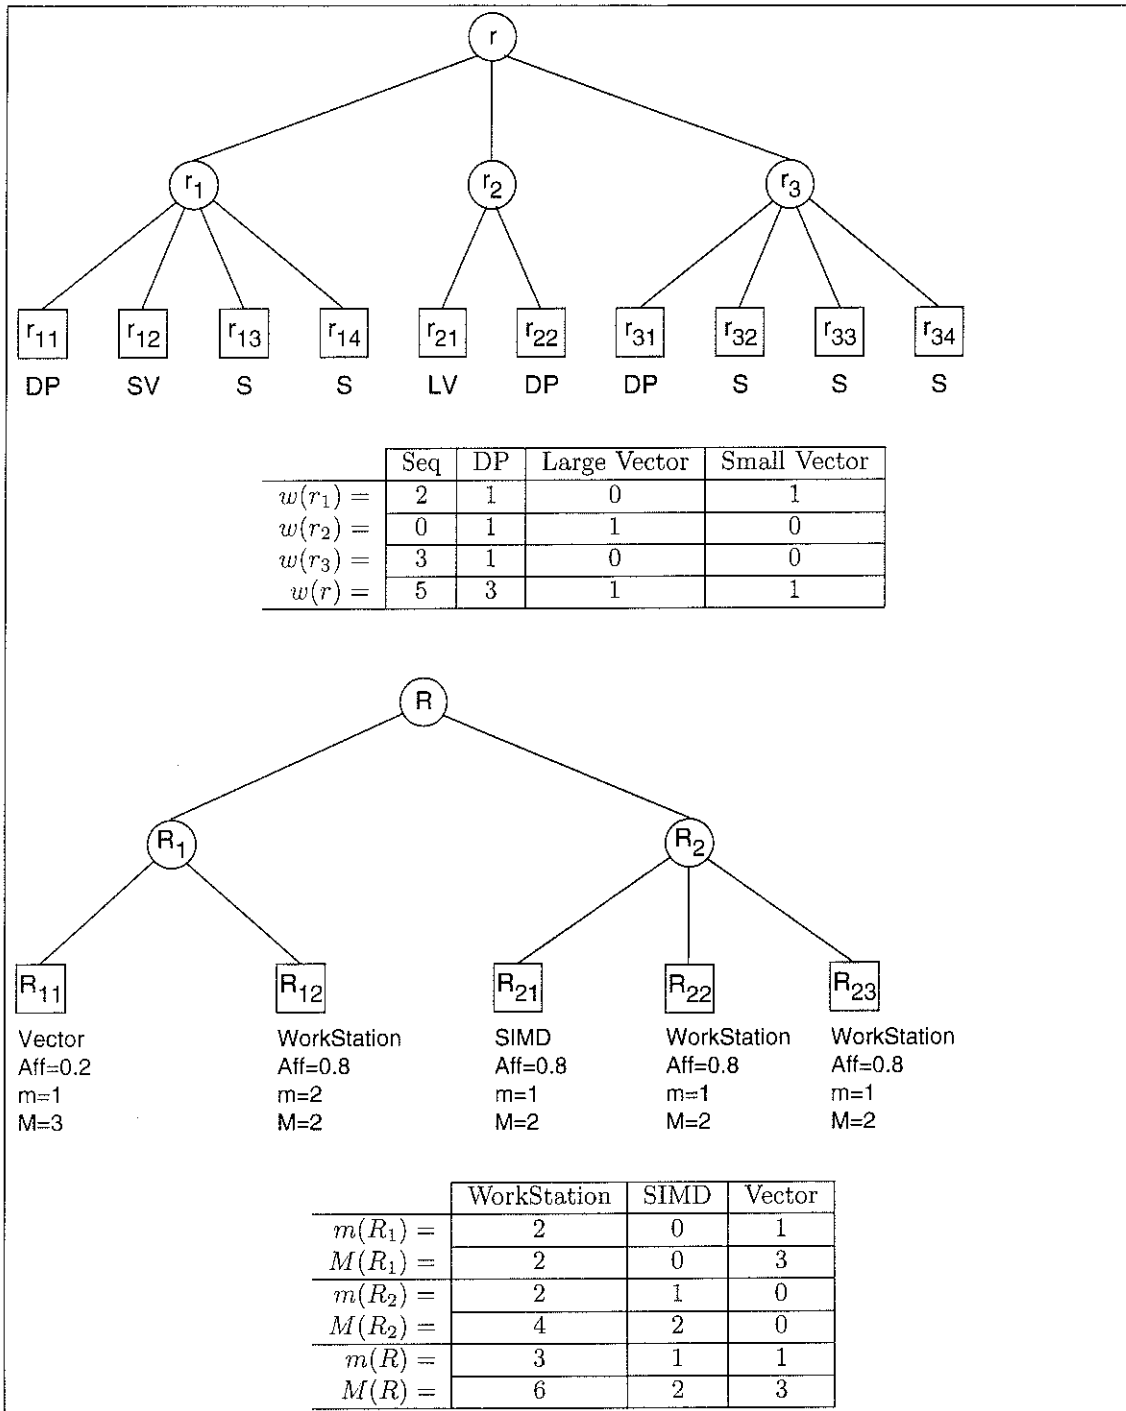 r
r1 r2 r3
r11 r12 r13 r14 r21 r22 r31 r32 r33 r34
DP SV S S LV DP DP S S S
Seq DP Large Vector Small Vector
w(r1) = 2 1 0 1
w(r2) = 0 1 1 0
w(r3) = 3 1 0 0
w(r) = 5 3 1 1
R
R1 R2
R11 R12 R21 R22 R23
Vector WorkStation SIMD WorkStation WorkStation
Aff=0.2 Aff=0.8 Aff=0.8 Aff=0.8 Aff=0.8
m=1 m=2 m=1 m=1 m=1
M=3 M=2 M=2 M=2 M=2
WorkStation SIMD Vector
m(R1) = 2 0 1
M(R1) = 2 0 3
m(R2) = 2 1 0
M(R2) = 4 2 0
m(R) = 3 1 1
M(R) = 6 2 3